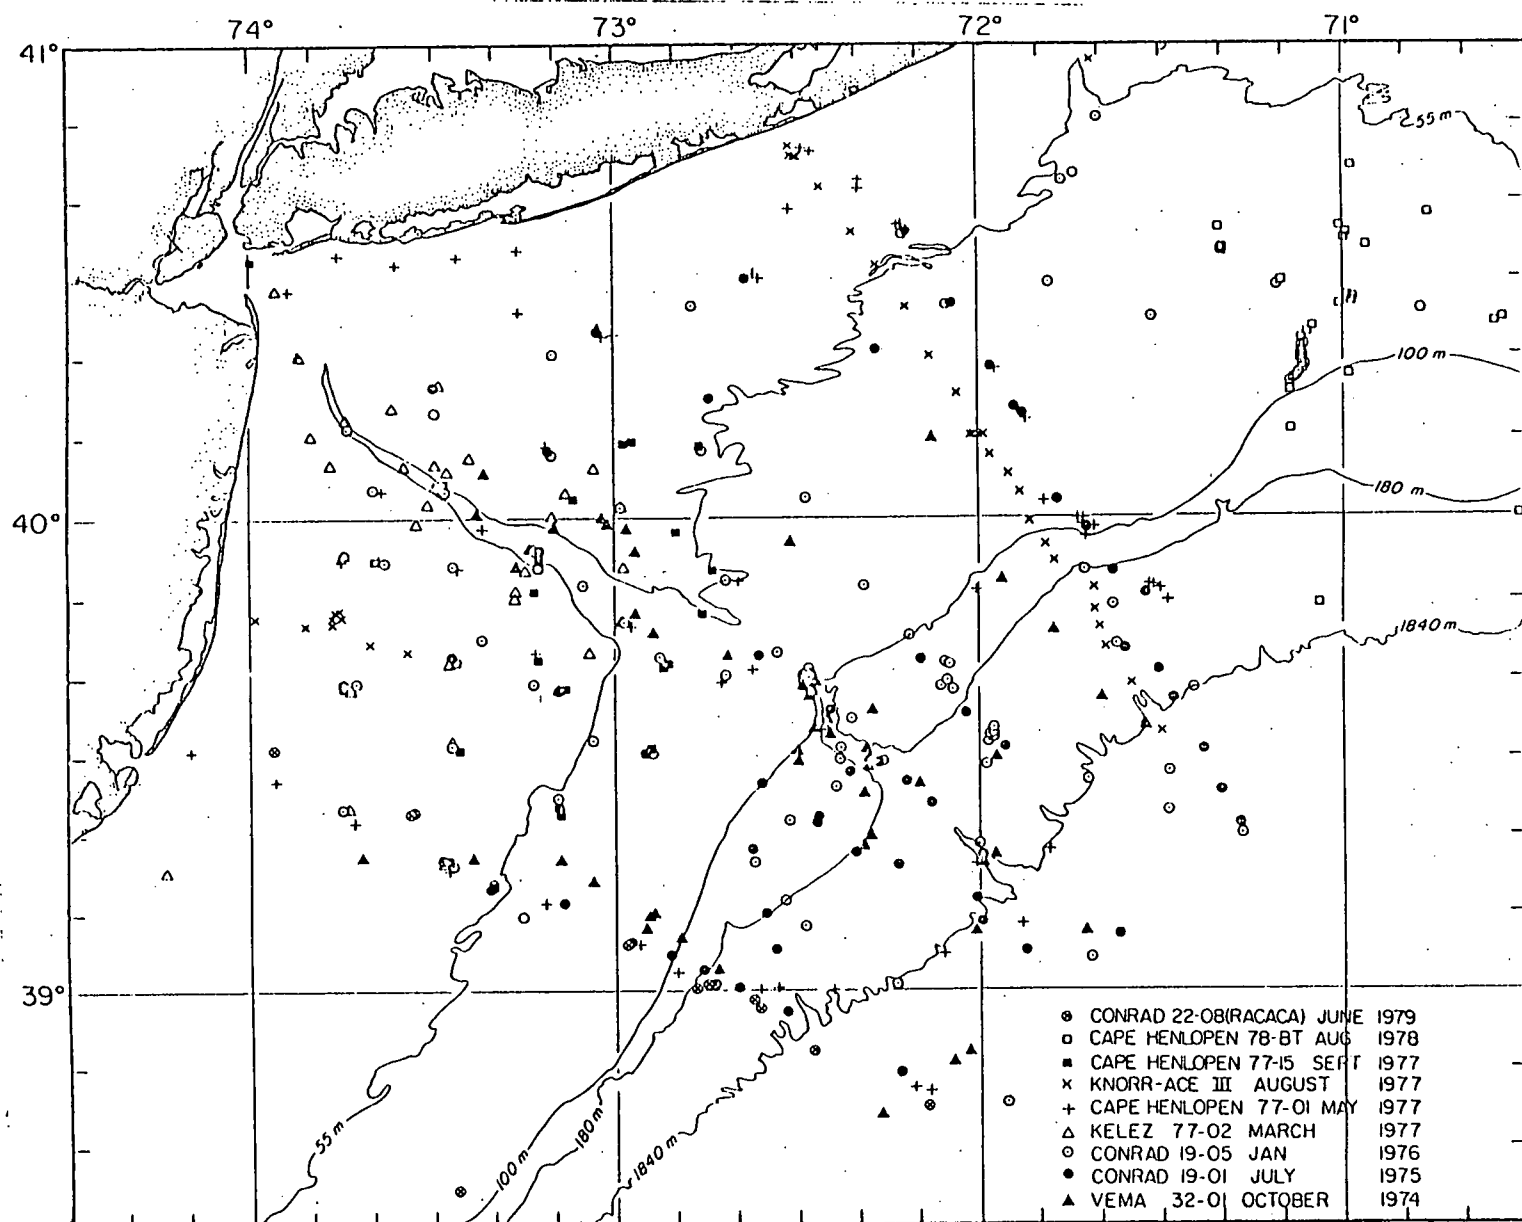 74° 73° 72° 71°
41°
55 m
100 m
40°
180 m
1840 m
39°
⊗ CONRAD 22-08(RACACA) JUNE 1979
□ CAPE HENLOPEN 78-BT AUG 1978
■ CAPE HENLOPEN 77-15 SEPT 1977
× KNORR-ACE III AUGUST 1977
+ CAPE HENLOPEN 77-01 MAY 1977
△ KELEZ 77-02 MARCH 1977
⊙ CONRAD 19-05 JAN 1976
● CONRAD 19-01 JULY 1975
▲ VEMA 32-01 OCTOBER 1974
55 m
100 m
180 m
1840 m